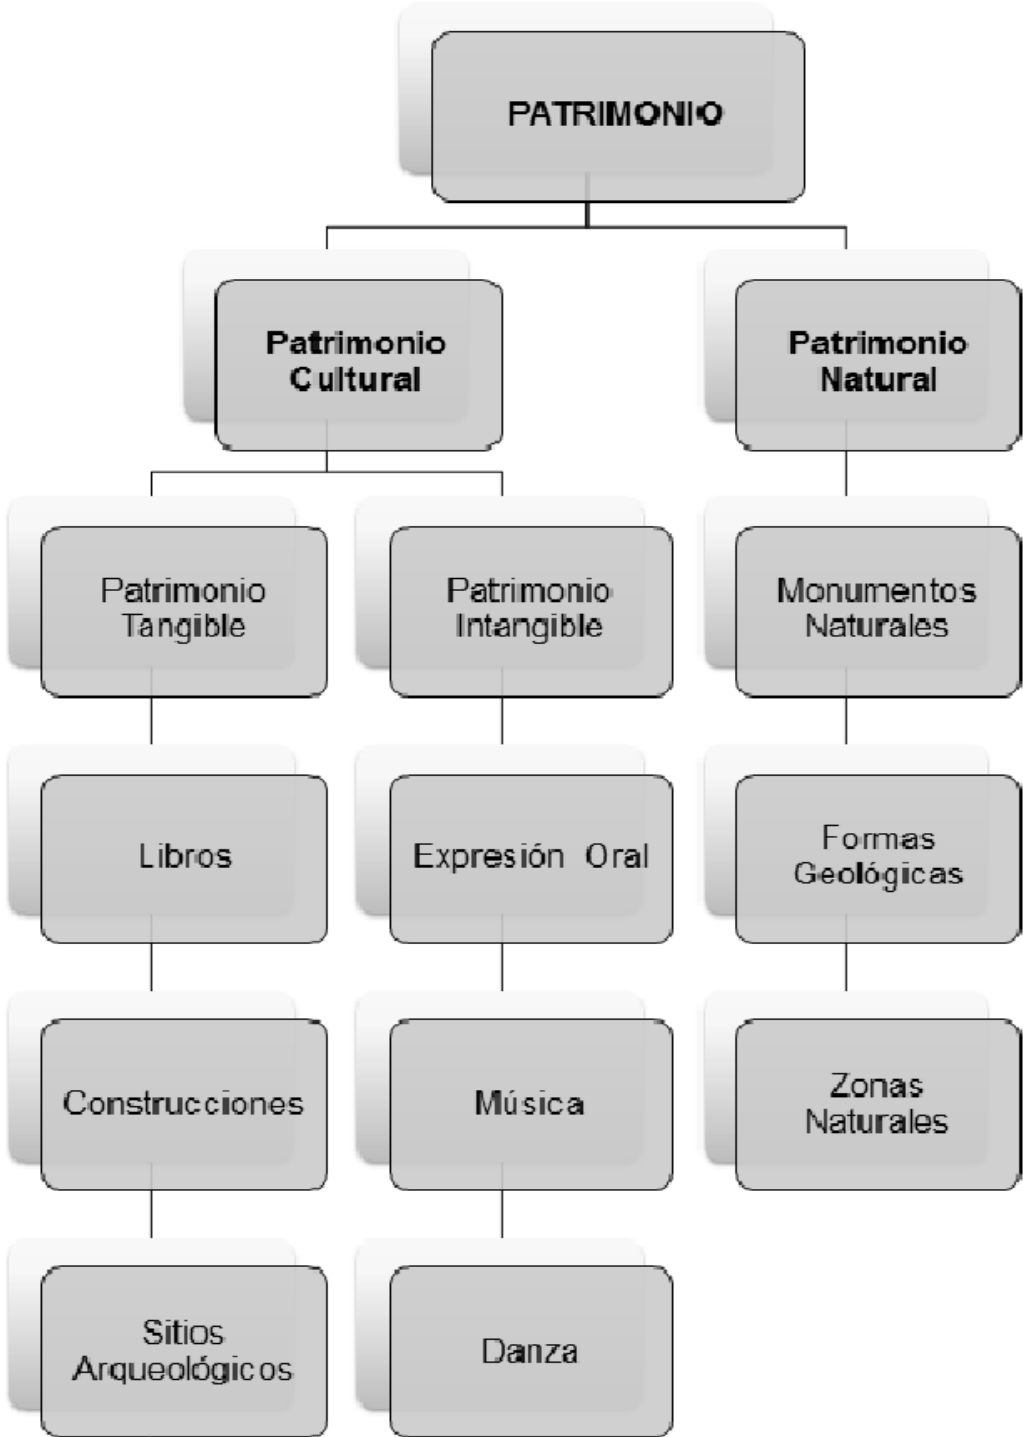 PATRIMONIO
Patrimonio
Cultural
Patrimonio
Natural
Patrimonio
Tangible
Patrimonio
Intangible
Monumentos
Naturales
Libros
Expresión Oral
Formas
Geológicas
Construcciones
Música
Zonas
Naturales
Sitios
Arqueológicos
Danza